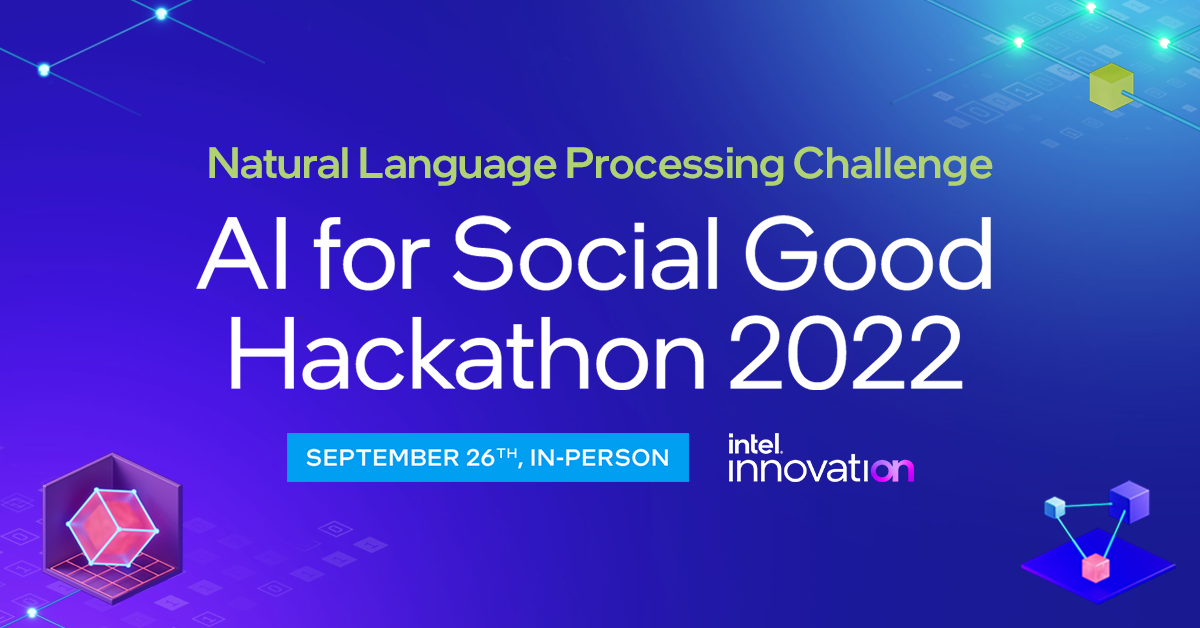 Natural Language Processing Challenge
AI for Social Good
Hackathon 2022
SEPTEMBER 26TH, IN-PERSON
intel.
innovation